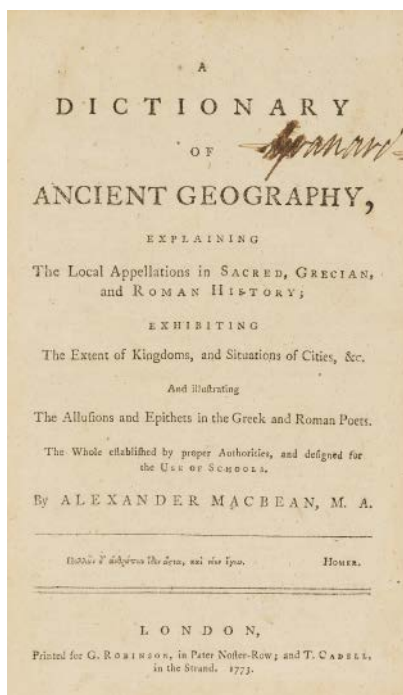 A
DICTIONARY
OF
ANCIENT GEOGRAPHY,
EXPLAINING
The Local Appellations in SACRED, GRECIAN,
and ROMAN HISTORY;
EXHIBITING
The Extent of Kingdoms, and Situations of Cities, &c.
And illustrating
The Allusions and Epithets in the Greek and Roman Poets.
The Whole established by proper Authorities, and designed for
the USE OF SCHOOLS.
By ALEXANDER MACBEAN, M. A.
HOMER.
LONDON,
Printed for G. ROBINSON, in Pater Noster-Row; and T. CADELL,
in the Strand. 1773.